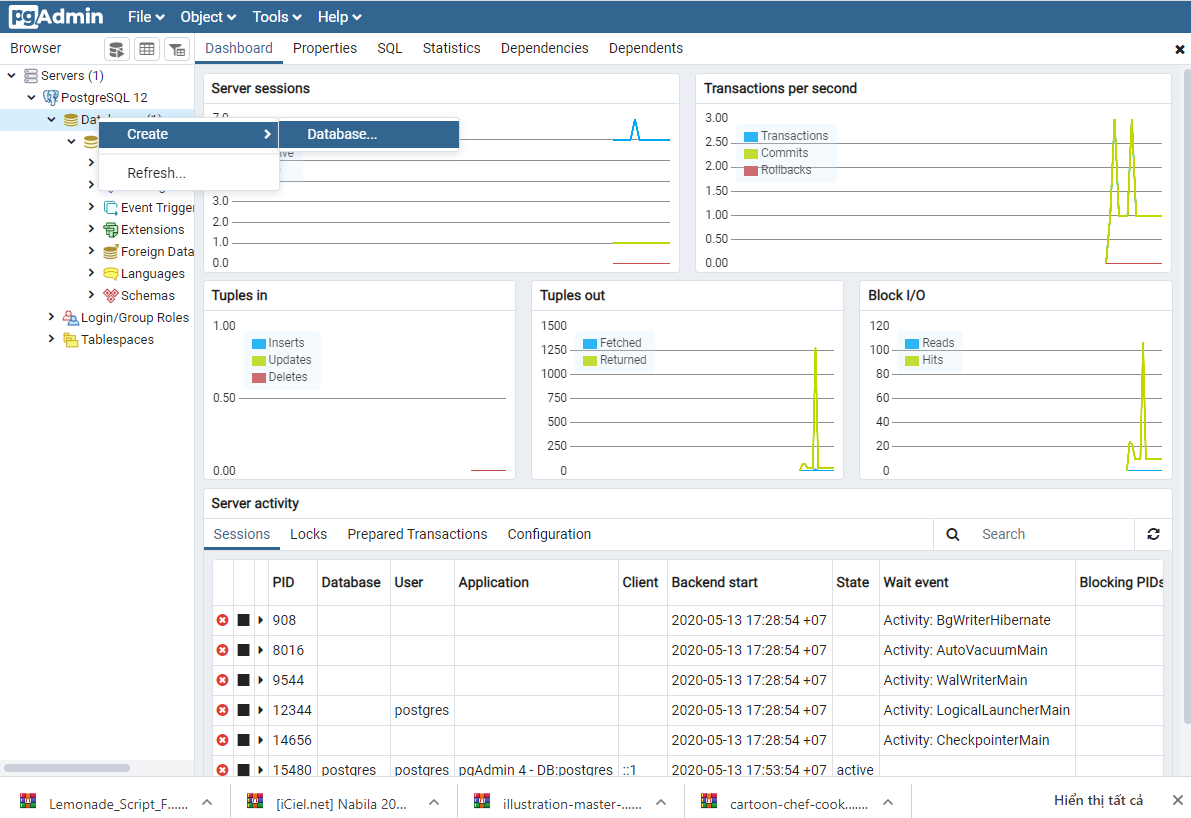 pgAdmin File Object Tools Help
Browser Dashboard Properties SQL Statistics Dependencies Dependents
Servers (1)
PostgreSQL 12
Create
Database...
Refresh...
Event Trigger
Extensions
Foreign Data
Languages
Schemas
Login/Group Roles
Tablespaces
Server sessions
3.0
2.0
1.0
0.0
Transactions per second
3.00
2.50
2.00
1.50
1.00
0.50
0.00
Transactions
Commits
Rollbacks
Tuples in
1.00
0.50
0.00
Inserts
Updates
Deletes
Tuples out
1500
1250
1000
750
500
250
0
Fetched
Returned
Block I/O
120
100
80
60
40
20
0
Reads
Hits
Server activity
Sessions Locks Prepared Transactions Configuration Search
PID Database User Application Client Backend start State Wait event Blocking PIDs
908 2020-05-13 17:28:54 +07 Activity: BgWriterHibernate
8016 2020-05-13 17:28:54 +07 Activity: AutoVacuumMain
9544 2020-05-13 17:28:54 +07 Activity: WalWriterMain
12344 postgres 2020-05-13 17:28:54 +07 Activity: LogicalLauncherMain
14656 2020-05-13 17:28:54 +07 Activity: CheckpointerMain
15480 postgres postgres pgAdmin 4 - DB:postgres ::1 2020-05-13 17:53:54 +07 active
Lemonade_Script_F...... [iCiel.net] Nabila 20... illustration-master-...... cartoon-chef-cook....... Hiển thị tất cả